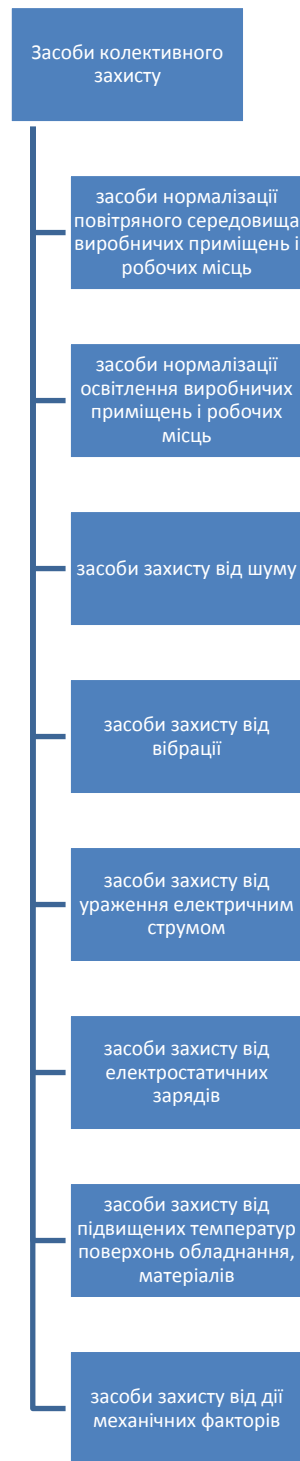 Засоби колективного
захисту
засоби нормалізації
повітряного середовища
виробничих приміщень і
робочих місць
засоби нормалізації
освітлення виробничих
приміщень і робочих
місць
засоби захисту від шуму
засоби захисту від
вібрації
засоби захисту від
ураження електричним
струмом
засоби захисту від
електростатичних
зарядів
засоби захисту від
підвищених температур
поверхонь обладнання,
матеріалів
засоби захисту від дії
механічних факторів